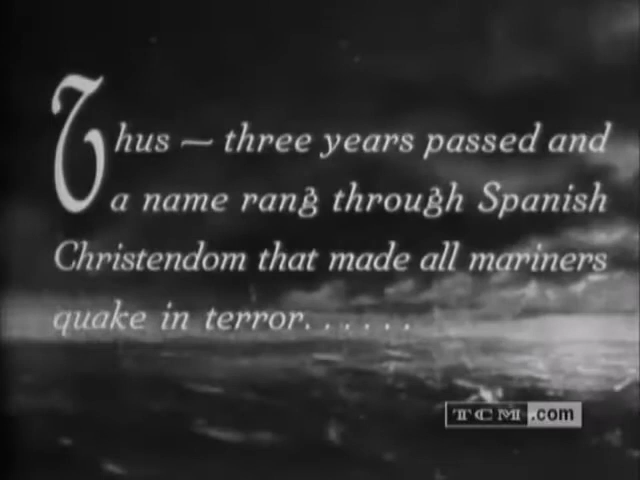 Thus — three years passed and
a name rang through Spanish
Christendom that made all mariners
quake in terror......
TCM.com